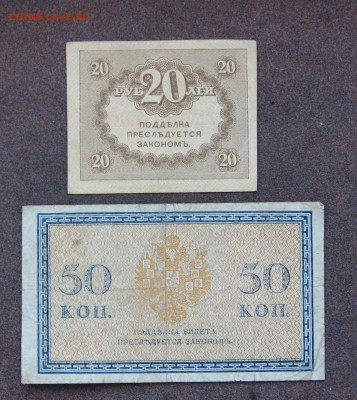 20 20
РУБ 20 ЛЕЙ
ПОДДѢЛКА
ПРЕСЛѢДУЕТСЯ
ЗАКОНОМЪ.
20 20
50 50
КОП. КОП.
ПОДДѢЛКА БИЛЕТА
ПРЕСЛѢДУЕТСЯ ЗАКОНОМЪ.